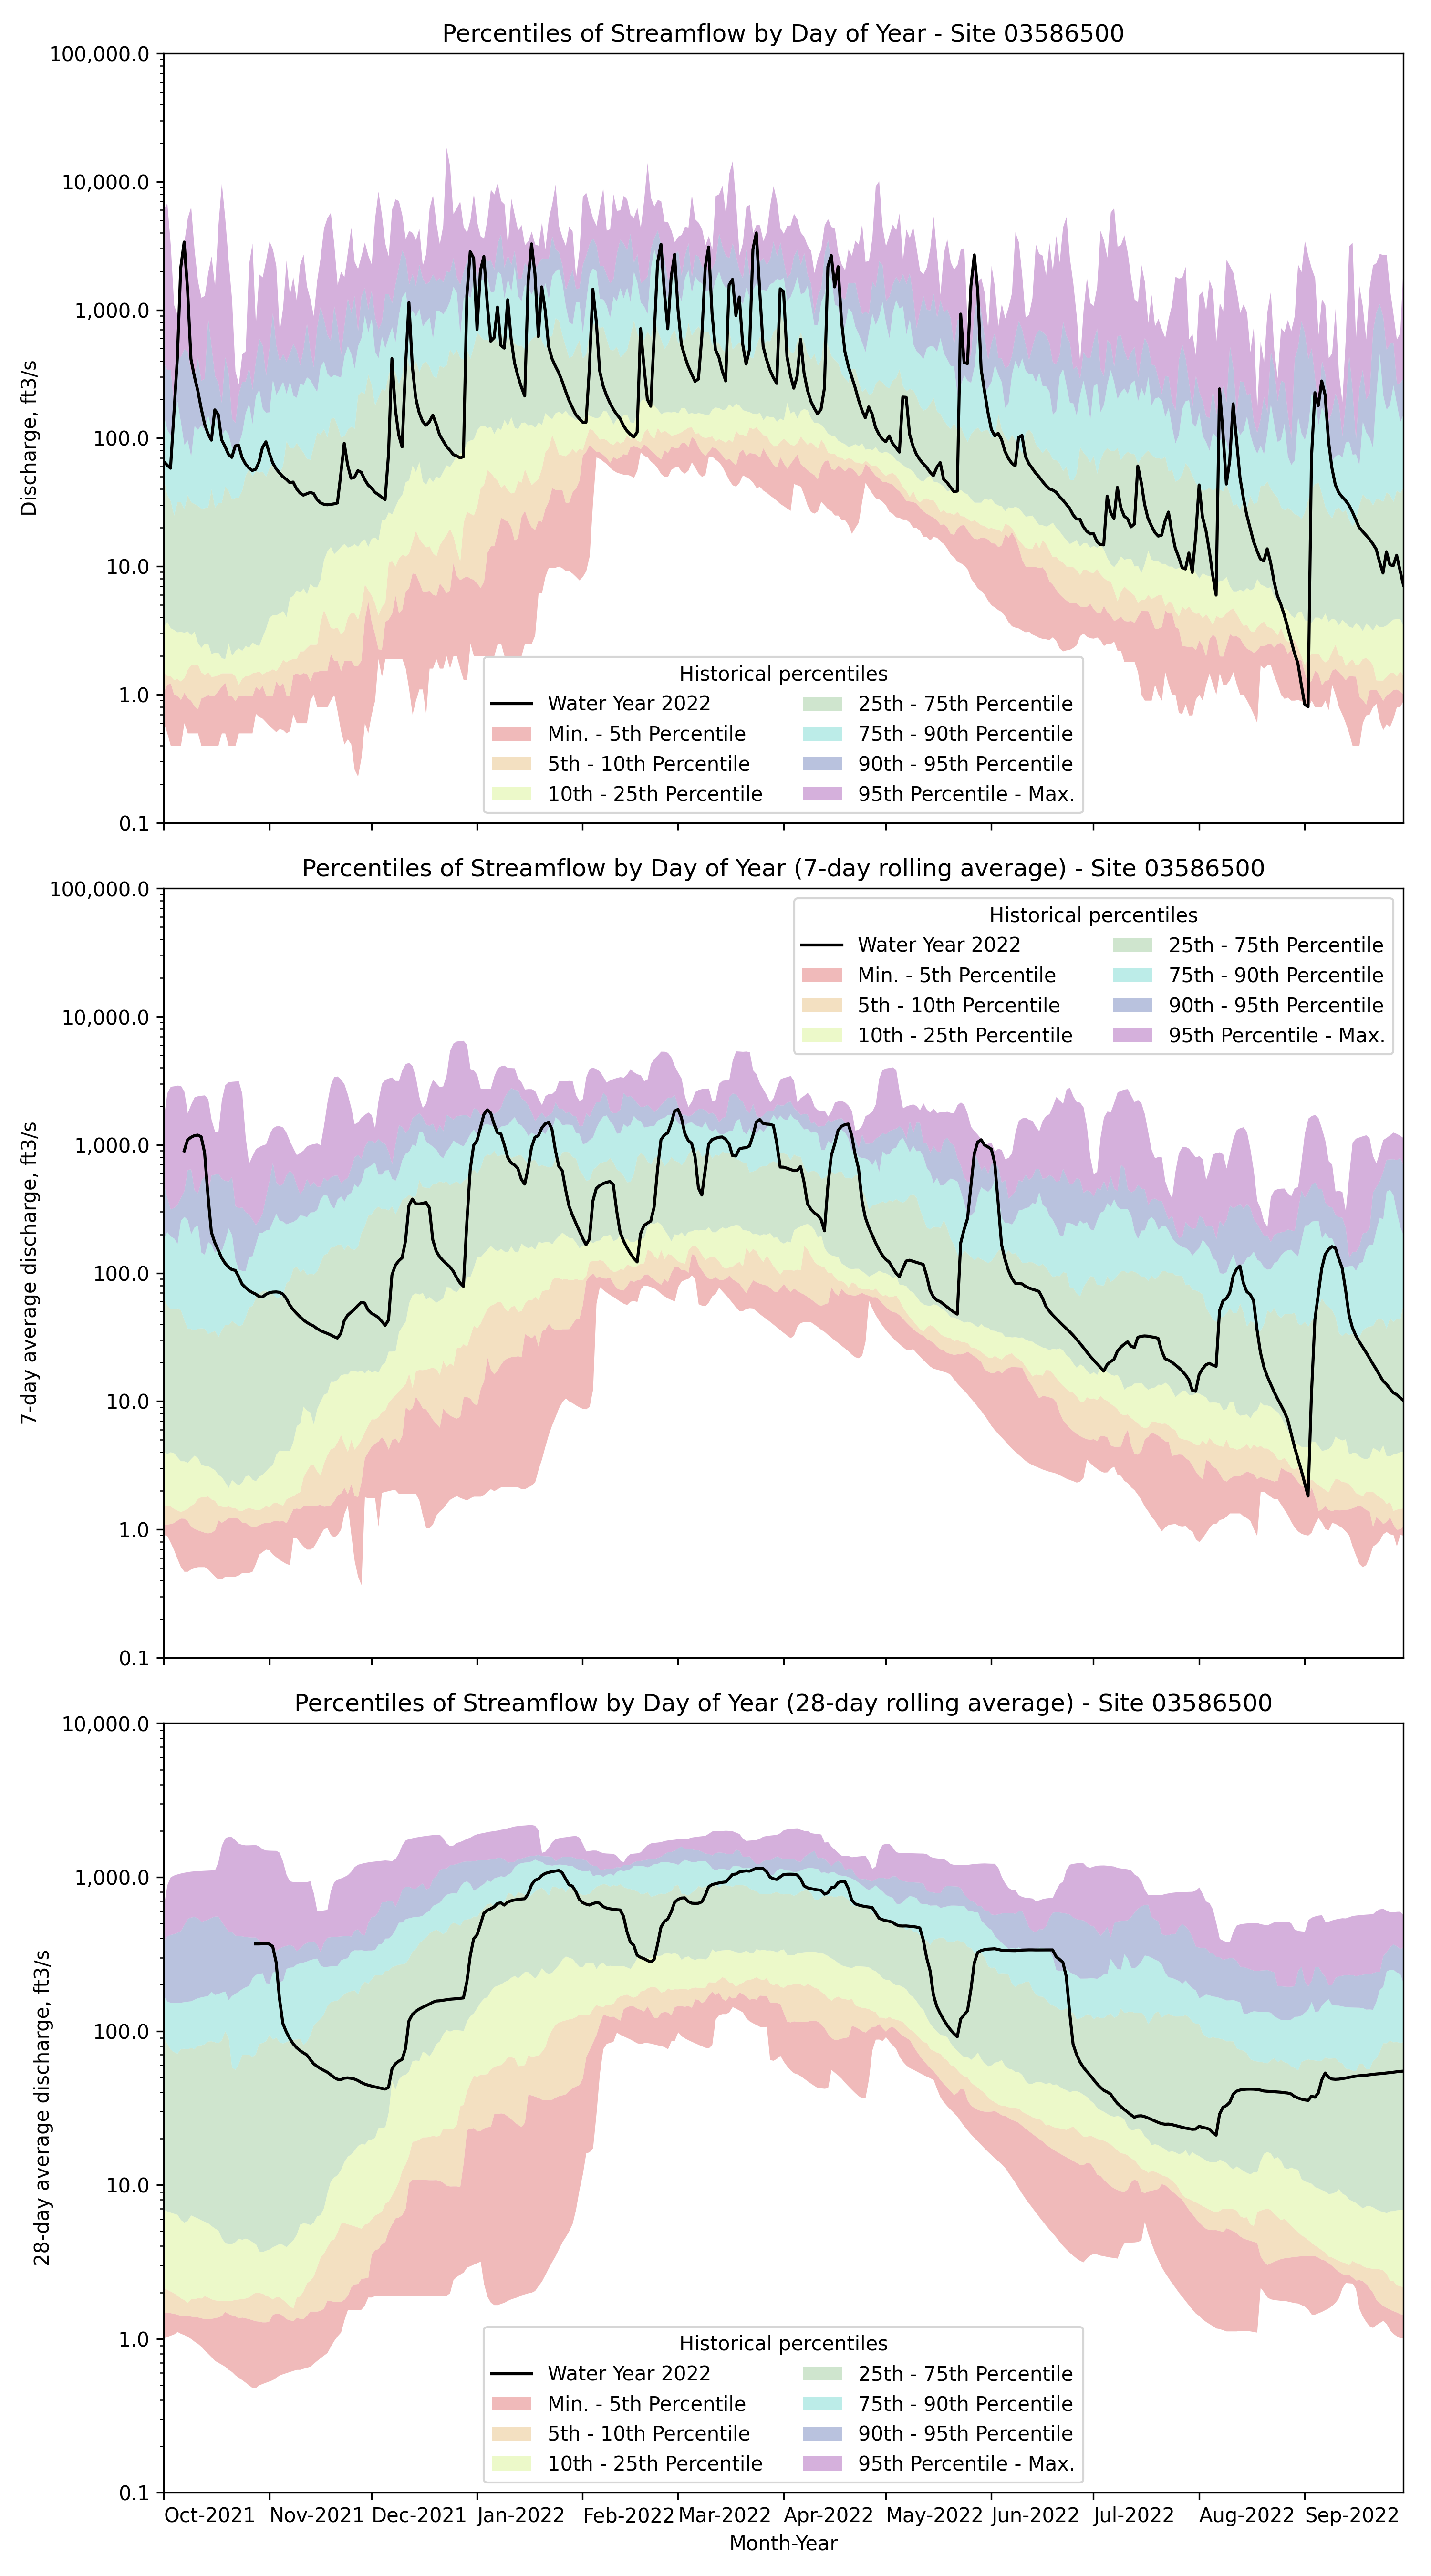 Percentiles of Streamflow by Day of Year - Site 03586500
100,000.0
10,000.0
1,000.0
100.0
10.0
1.0
0.1
Discharge, ft3/s
Historical percentiles
Water Year 2022
Min. - 5th Percentile
5th - 10th Percentile
10th - 25th Percentile
25th - 75th Percentile
75th - 90th Percentile
90th - 95th Percentile
95th Percentile - Max.
Percentiles of Streamflow by Day of Year (7-day rolling average) - Site 03586500
100,000.0
10,000.0
1,000.0
100.0
10.0
1.0
0.1
7-day average discharge, ft3/s
Historical percentiles
Water Year 2022
Min. - 5th Percentile
5th - 10th Percentile
10th - 25th Percentile
25th - 75th Percentile
75th - 90th Percentile
90th - 95th Percentile
95th Percentile - Max.
Percentiles of Streamflow by Day of Year (28-day rolling average) - Site 03586500
10,000.0
1,000.0
100.0
10.0
1.0
0.1
28-day average discharge, ft3/s
Historical percentiles
Water Year 2022
Min. - 5th Percentile
5th - 10th Percentile
10th - 25th Percentile
25th - 75th Percentile
75th - 90th Percentile
90th - 95th Percentile
95th Percentile - Max.
Oct-2021 Nov-2021 Dec-2021 Jan-2022 Feb-2022 Mar-2022 Apr-2022 May-2022 Jun-2022 Jul-2022 Aug-2022 Sep-2022
Month-Year